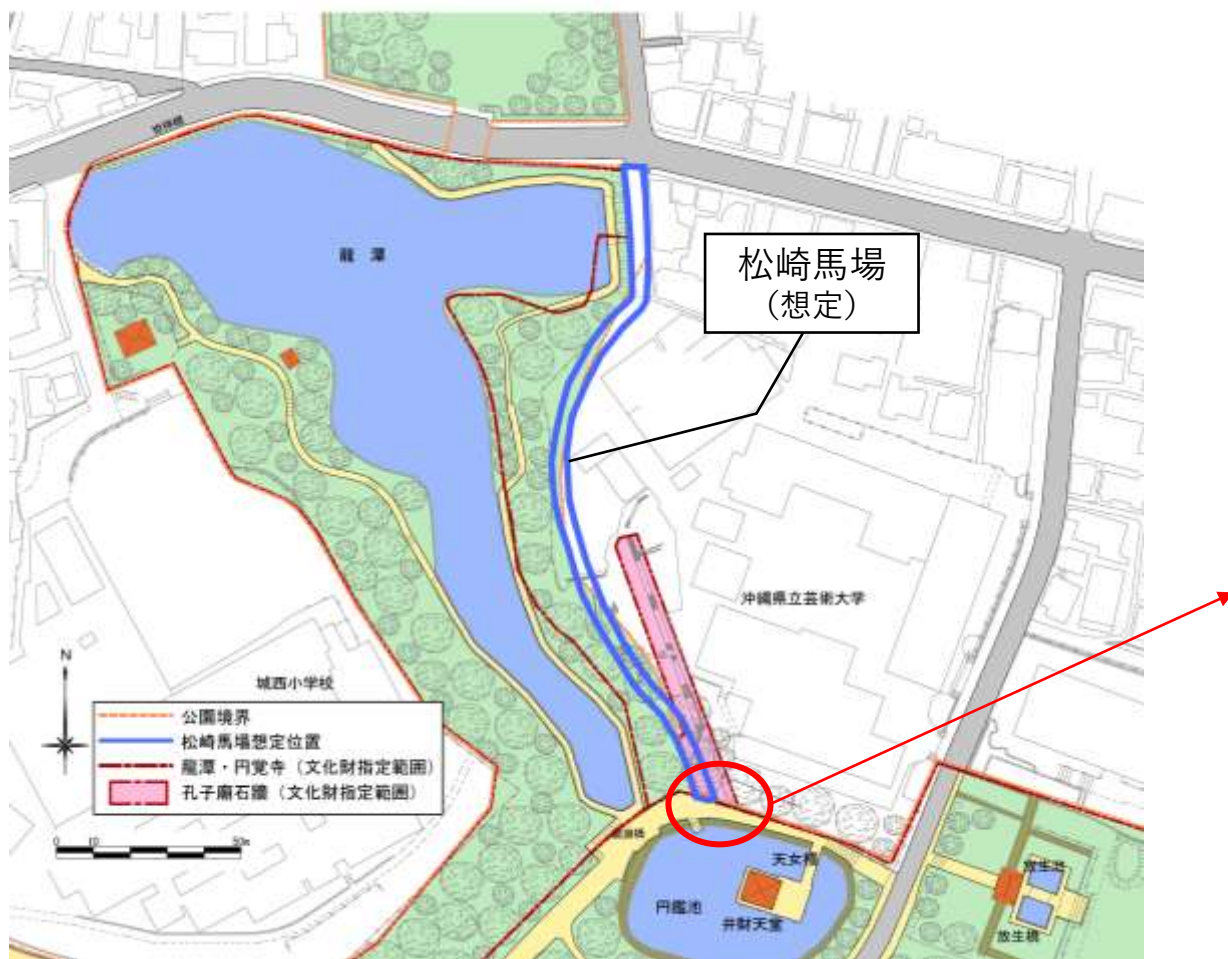 龍 潭
松崎馬場
(想定)
沖縄県立芸術大学
城西小学校
N
公園境界
松崎馬場想定位置
龍潭・円覚寺(文化財指定範囲)
孔子廟石牆(文化財指定範囲)
0 10 50m
天女橋
円鑑池
弁財天堂
放生池
放生橋